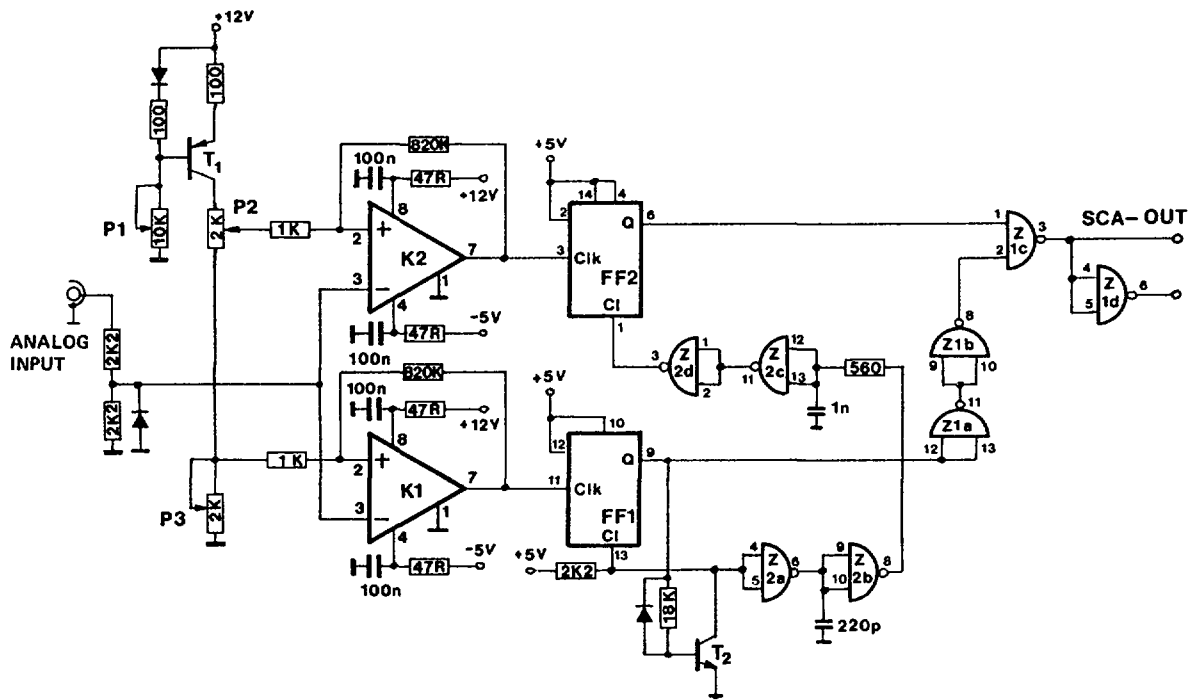 +12V
100
100
T1
P1
10K
2K
P2
1K
820K
100n
47R
+12V
8
2
+
K2
7
3
−
1
4
100n
47R
-5V
+5V
14
4
2
Q
6
3
Clk
FF2
Cl
1
1
Z
1c
3
2
SCA-OUT
4
Z
1d
6
5
ANALOG
INPUT
2K2
2K2
3
Z
2d
1
2
11
Z
2c
12
13
560
1n
8
Z1b
9
10
11
Z1a
12
13
820K
100n
47R
+12V
8
1K
2
+
K1
7
3
−
1
4
100n
47R
-5V
P3
2K
+5V
10
12
Q
9
11
Clk
FF1
Cl
13
+5V
2K2
18K
T2
4
Z
2a
6
5
9
Z
2b
8
10
220p